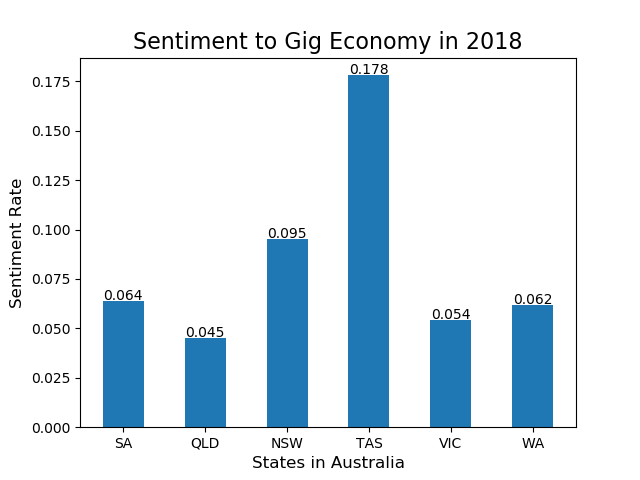 Sentiment to Gig Economy in 2018
Sentiment Rate
0.175
0.150
0.125
0.100
0.075
0.050
0.025
0.000
0.064
0.045
0.095
0.178
0.054
0.062
SA
QLD
NSW
TAS
VIC
WA
States in Australia